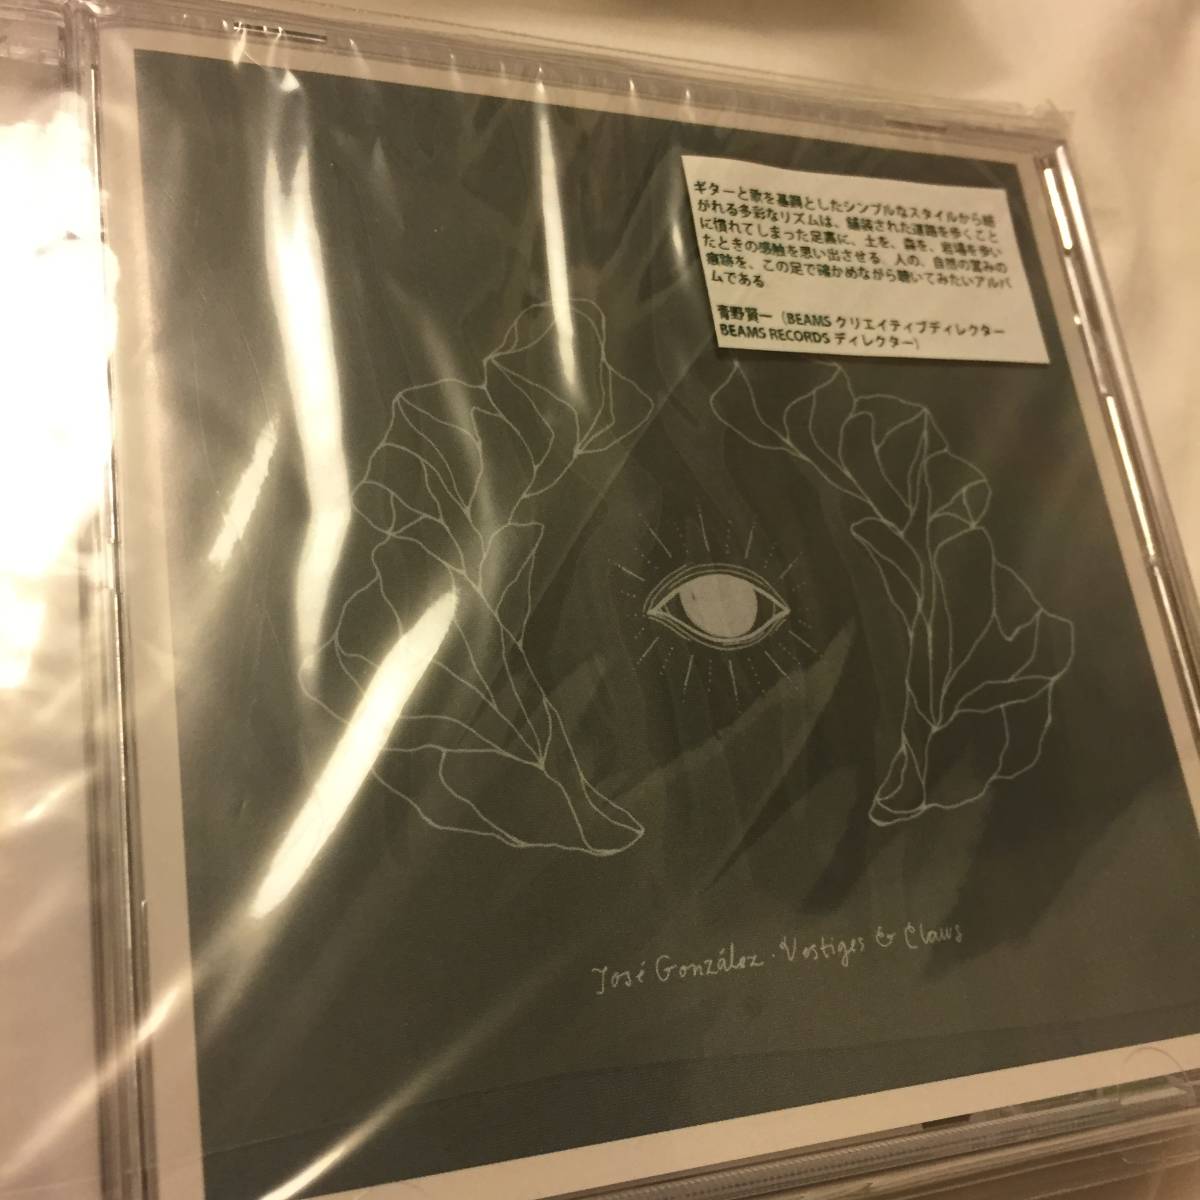 ギターと歌を基調としたシンプルなスタイルから紡
がれる多彩なリズムは、舗装された道路を歩くこと
に慣れてしまった足裏に、土を、森を、岩場を歩い
たときの感触を思い出させる。人の、自然の営みの
痕跡を、この足で確かめながら聴いてみたいアルバ
ムである
青野賢一（BEAMS クリエイティブディレクター
BEAMS RECORDS ディレクター）
José González · Vestiges & Claws